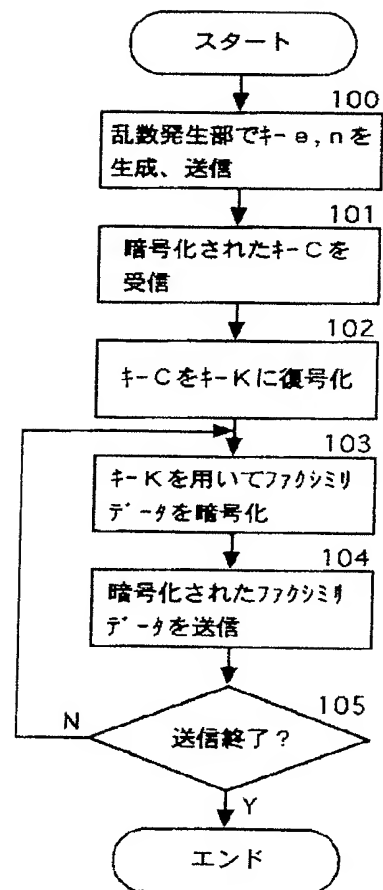 スタート
100
乱数発生部でｷｰe,nを
生成、送信
101
暗号化されたｷｰCを
受信
102
ｷｰCをｷｰKに復号化
103
ｷｰKを用いてﾌｧｸｼﾐﾘ
ﾃﾞｰﾀを暗号化
104
暗号化されたﾌｧｸｼﾐﾘ
ﾃﾞｰﾀを送信
105
N
送信終了？
Y
エンド